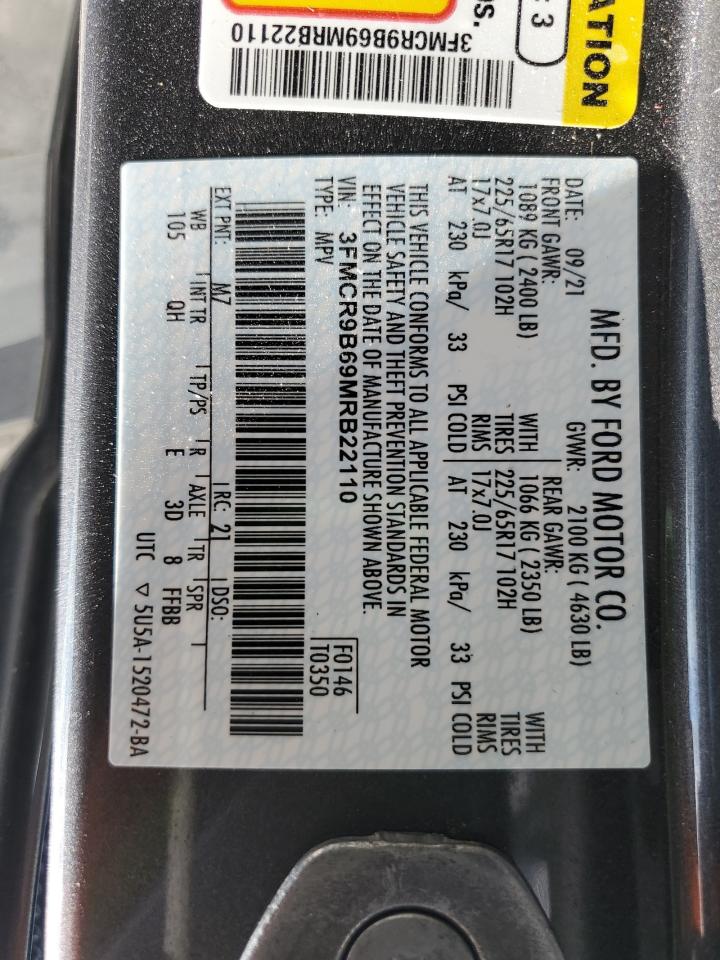 ATION
: 3
os.
3FMCR9B69MRB22110
MFD. BY FORD MOTOR CO.
DATE: 09/21 GVWR: 2100 KG ( 4630 LB)
FRONT GAWR: REAR GAWR:
1089 KG ( 2400 LB) WITH 1066 KG ( 2350 LB) WITH
225/65R17 102H TIRES 225/65R17 102H TIRES
17x7.0J RIMS 17x7.0J RIMS
AT 230 kPa/ 33 PSI COLD AT 230 kPa/ 33 PSI COLD
THIS VEHICLE CONFORMS TO ALL APPLICABLE FEDERAL MOTOR
VEHICLE SAFETY AND THEFT PREVENTION STANDARDS IN
EFFECT ON THE DATE OF MANUFACTURE SHOWN ABOVE.
VIN: 3FMCR9B69MRB22110 F0146
TYPE: MPV T0350
EXT PNT: M7 RC: 21 DSO:
WB INT TR TP/PS R AXLE TR SPR
105 QH E 3D 8 FFBB
UTC ▽ 5U5A-1520472-BA